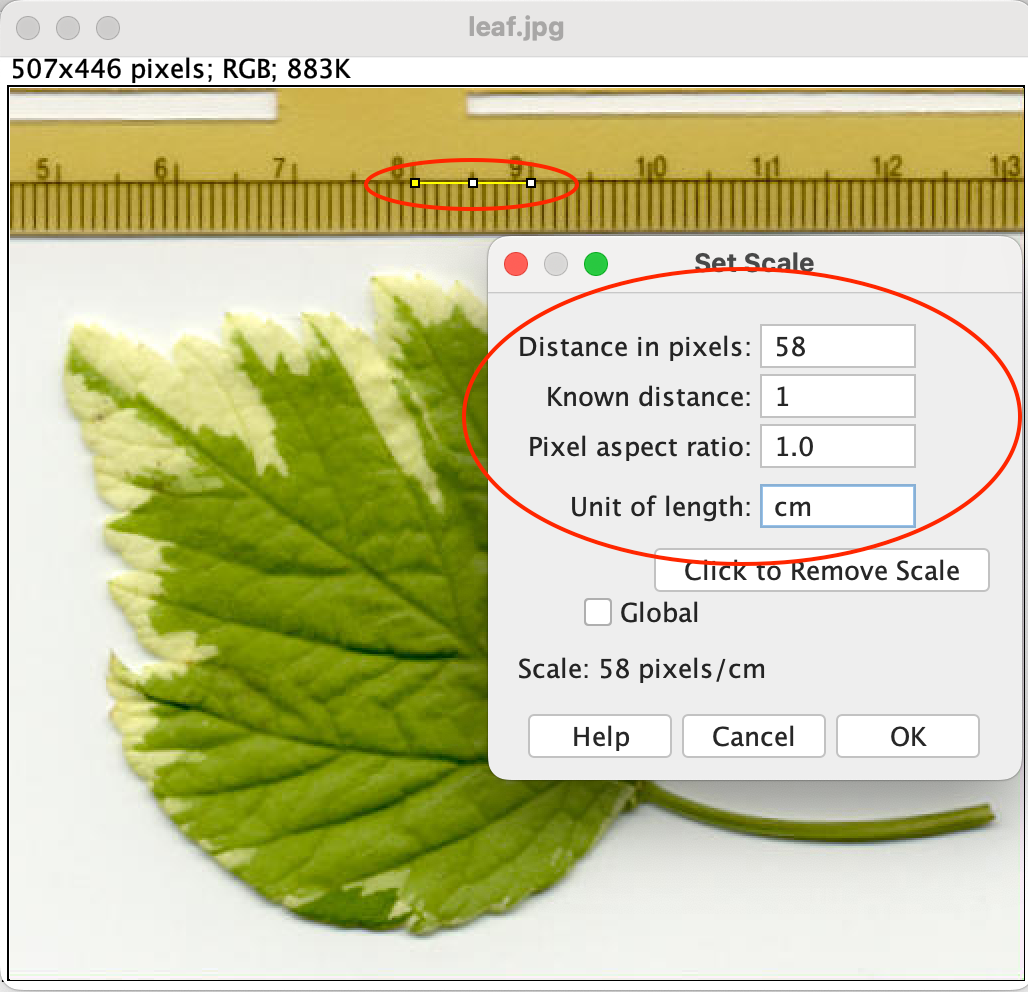 leaf.jpg
507x446 pixels; RGB; 883K
5 6 7 8 9 10 11 12 13
Set Scale
Distance in pixels: 58
Known distance: 1
Pixel aspect ratio: 1.0
Unit of length: cm
Click to Remove Scale
Global
Scale: 58 pixels/cm
Help Cancel OK